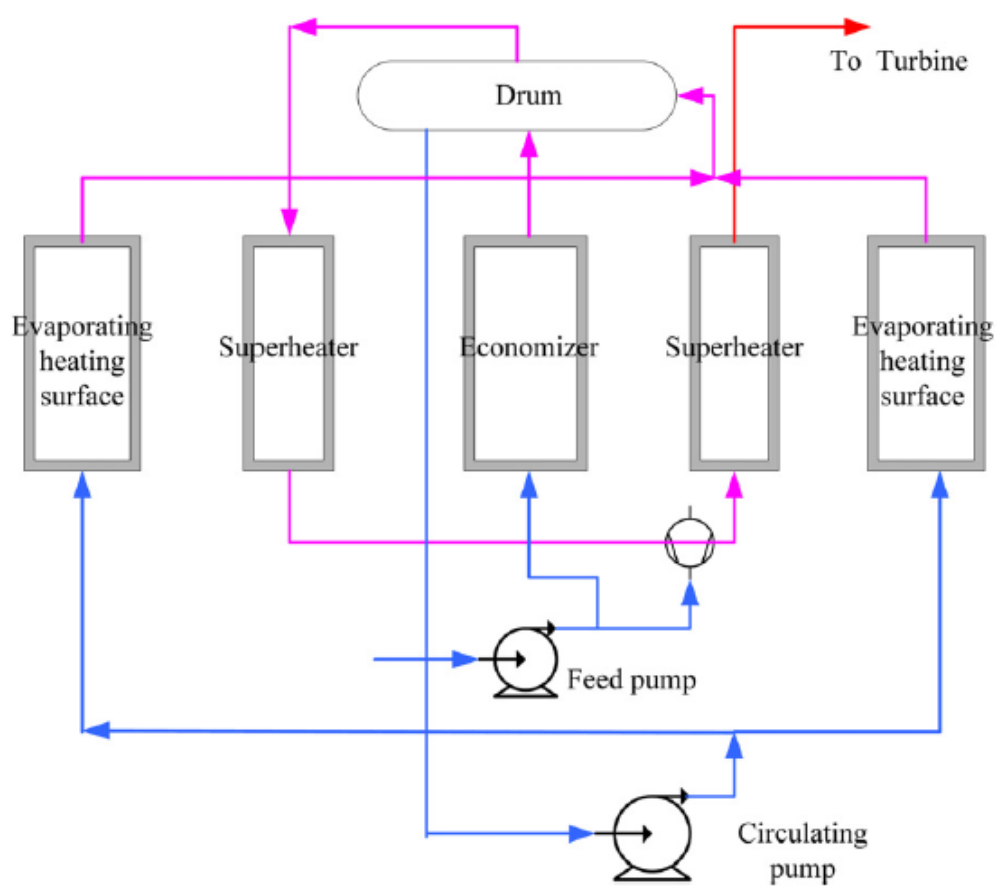 To Turbine
Drum
Evaporating
heating
surface
Superheater
Economizer
Superheater
Evaporating
heating
surface
Feed pump
Circulating
pump